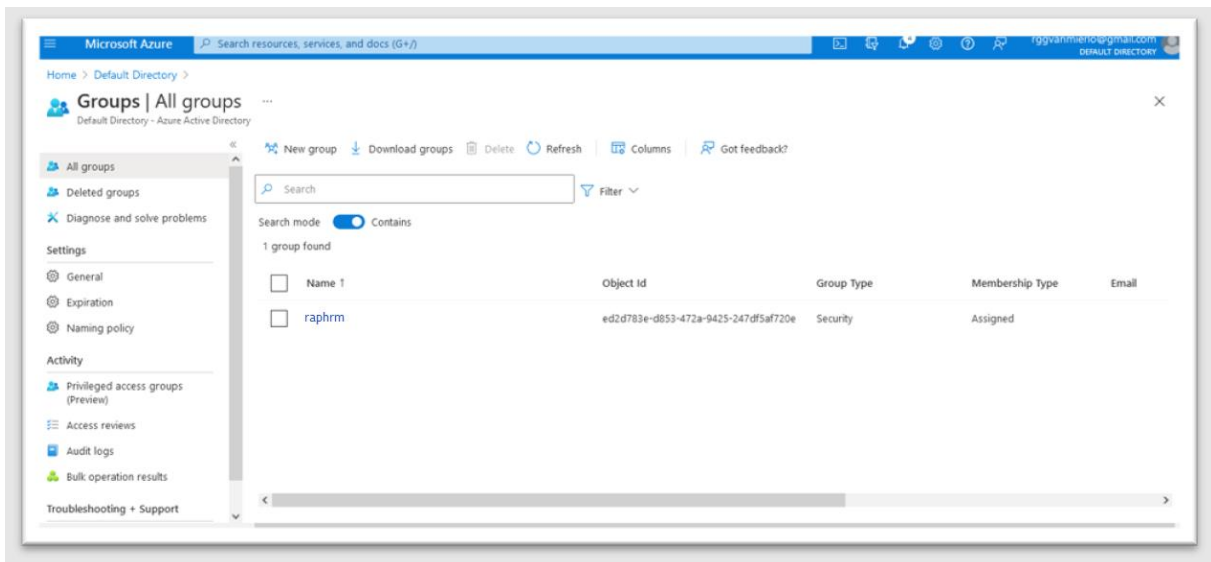 Microsoft Azure
Search resources, services, and docs (G+/)
DEFAULT DIRECTORY
Home > Default Directory >
Groups | All groups ...
Default Directory - Azure Active Directory
New group Download groups Delete Refresh Columns Got feedback?
All groups
Deleted groups
Diagnose and solve problems
Settings
General
Expiration
Naming policy
Activity
Privileged access groups
(Preview)
Access reviews
Audit logs
Bulk operation results
Troubleshooting + Support
Search
Filter
Search mode Contains
1 group found
Name ↑ Object Id Group Type Membership Type Email
raphrm ed2d783e-d853-472a-9425-247df5af720e Security Assigned